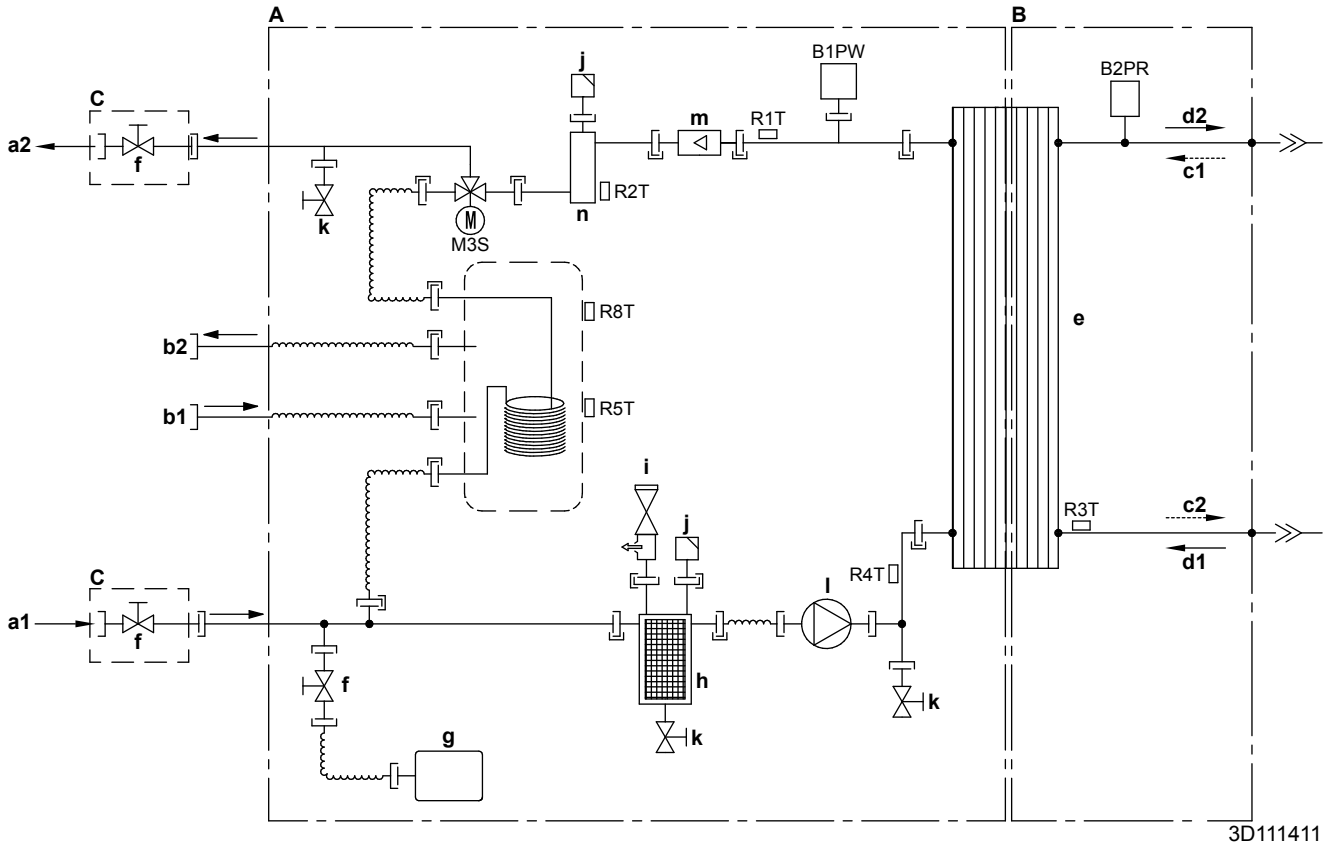 A
B
B1PW
j
B2PR
C
m
R1T
d2
a2
f
c1
R2T
k
n
M
M3S
R8T
e
b2
R5T
b1
i
j
R3T
c2
C
R4T
d1
l
a1
f
f
h
k
k
g
3D111411